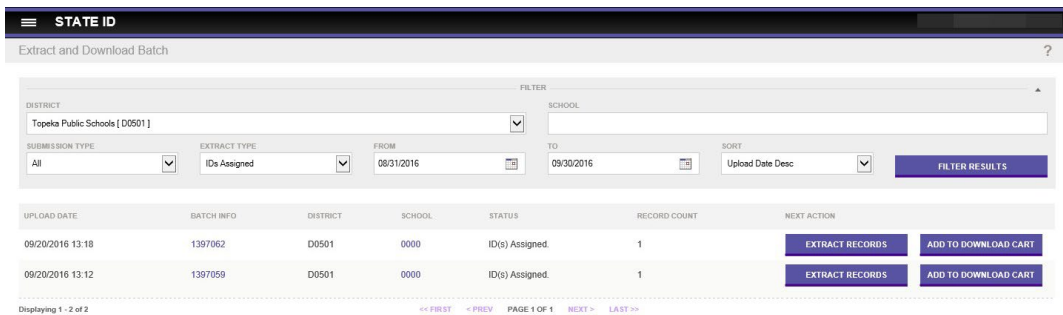 STATE ID
Extract and Download Batch ?
FILTER
DISTRICT SCHOOL
Topeka Public Schools [ D0501 ]
SUBMISSION TYPE EXTRACT TYPE FROM TO SORT
All IDs Assigned 08/31/2016 09/30/2016 Upload Date Desc FILTER RESULTS
UPLOAD DATE BATCH INFO DISTRICT SCHOOL STATUS RECORD COUNT NEXT ACTION
09/20/2016 13:18 1397062 D0501 0000 ID(s) Assigned. 1 EXTRACT RECORDS ADD TO DOWNLOAD CART
09/20/2016 13:12 1397059 D0501 0000 ID(s) Assigned. 1 EXTRACT RECORDS ADD TO DOWNLOAD CART
Displaying 1 - 2 of 2 << FIRST < PREV PAGE 1 OF 1 NEXT > LAST >>